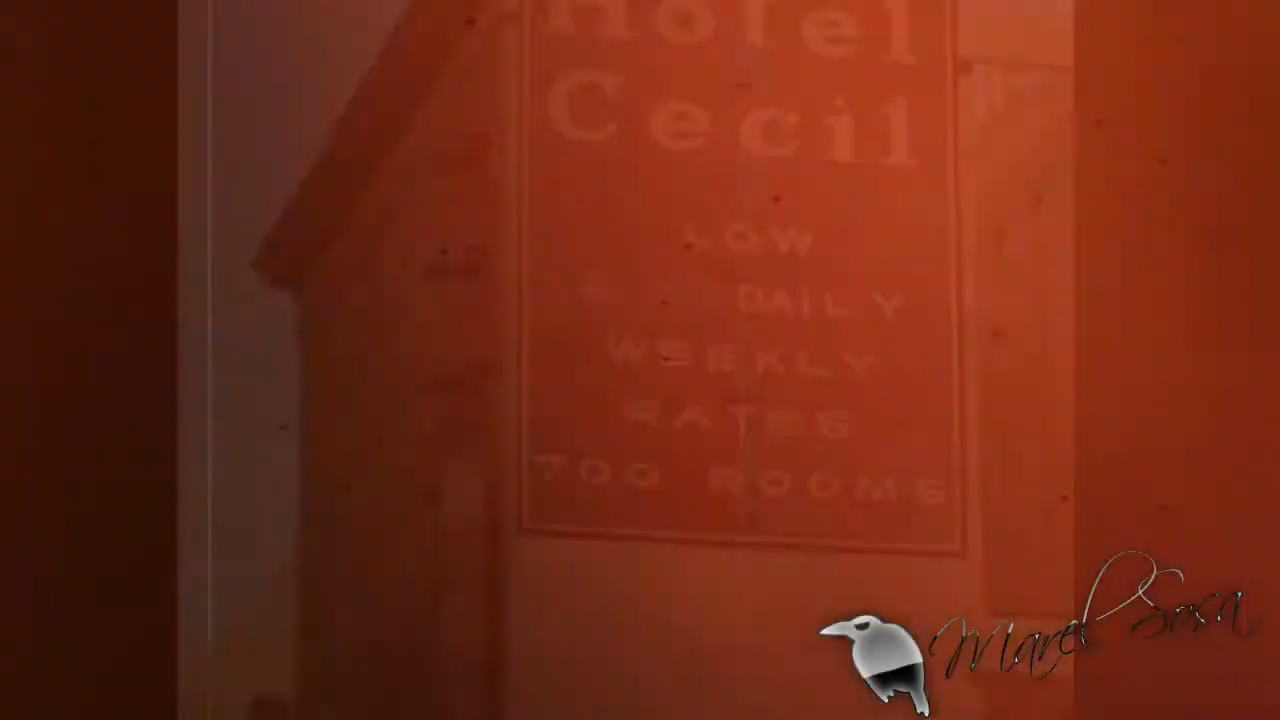 Hotel
Cecil
LOW
DAILY
WEEKLY
RATES
700 ROOMS
Marel Sosa